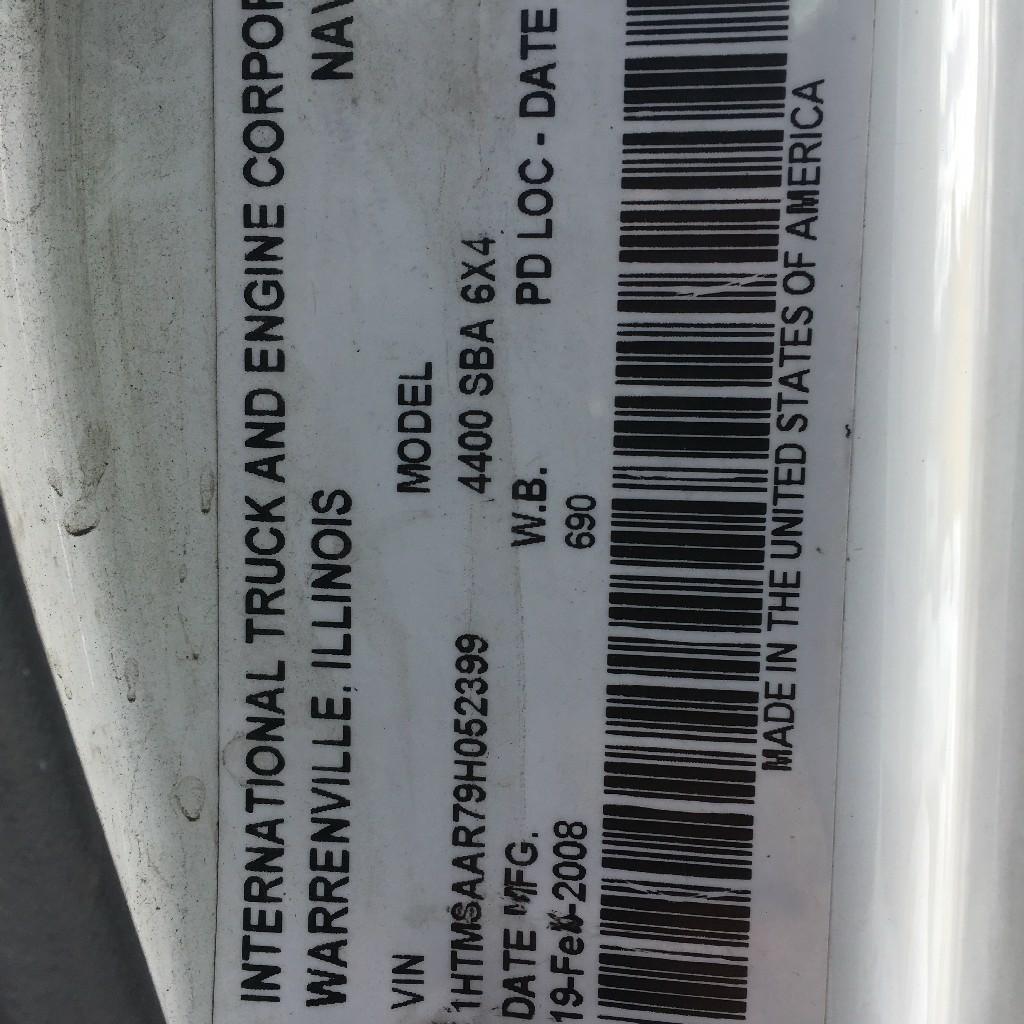 INTERNATIONAL TRUCK AND ENGINE CORPOR
WARRENVILLE. ILLINOIS NAV
VIN MODEL
1HTMSAAR79H052399 4400 SBA 6X4
DATE MFG. W.B. PD LOC - DATE
19-Feb-2008 690
MADE IN THE UNITED STATES OF AMERICA